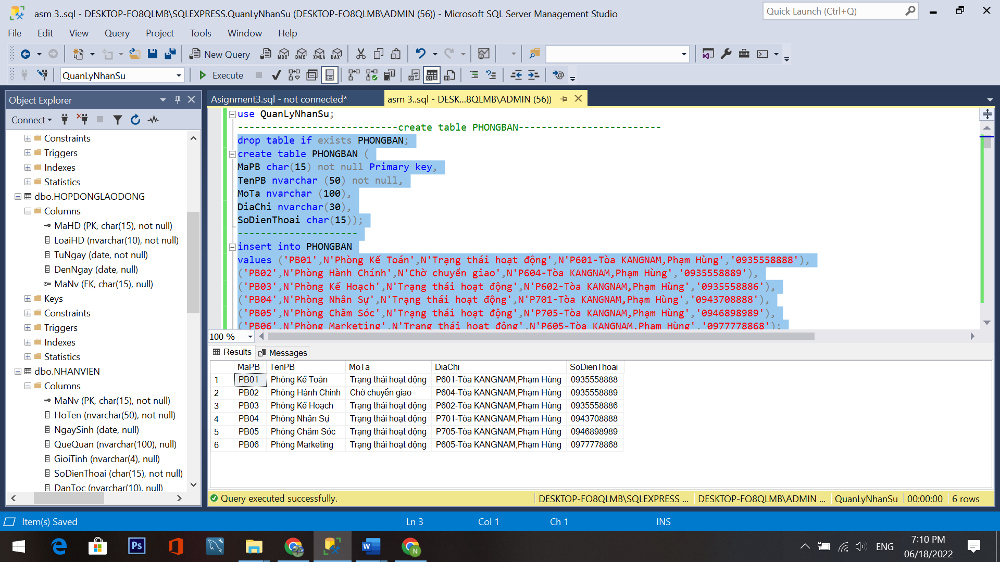 asm 3..sql - DESKTOP-FO8QLMB\SQLEXPRESS.QuanLyNhanSu (DESKTOP-FO8QLMB\ADMIN (56)) - Microsoft SQL Server Management Studio
Quick Launch (Ctrl+Q)
File Edit View Query Project Tools Window Help
New Query MDX DMX XMLA DAX
QuanLyNhanSu Execute
Object Explorer
Connect
Constraints
Triggers
Indexes
Statistics
dbo.HOPDONGLAODONG
Columns
MaHD (PK, char(15), not null)
LoaiHD (nvarchar(10), not null)
TuNgay (date, not null)
DenNgay (date, null)
MaNv (FK, char(15), null)
Keys
Constraints
Triggers
Indexes
Statistics
dbo.NHANVIEN
Columns
MaNv (PK, char(15), not null)
HoTen (nvarchar(50), not null)
NgaySinh (date, null)
QueQuan (nvarchar(100), null)
GioiTinh (nvarchar(4), null)
SoDienThoai (char(15), not null)
DanToc (nvarchar(10), null)
Asignment3.sql - not connected*
asm 3..sql - DESK...8QLMB\ADMIN (56))
use QuanLyNhanSu;
----------------------------create table PHONGBAN-------------------------
drop table if exists PHONGBAN;
create table PHONGBAN (
MaPB char(15) not null Primary key,
TenPB nvarchar (50) not null,
MoTa nvarchar (100),
DiaChi nvarchar(30),
SoDienThoai char(15));
---------------------
insert into PHONGBAN
values ('PB01',N'Phòng Kế Toán',N'Trạng thái hoạt động',N'P601-Tòa KANGNAM,Phạm Hùng','0935558888'),
('PB02',N'Phòng Hành Chính',N'Chờ chuyển giao',N'P604-Tòa KANGNAM,Phạm Hùng','0935558889'),
('PB03',N'Phòng Kế Hoạch',N'Trạng thái hoạt động',N'P602-Tòa KANGNAM,Phạm Hùng','0935558886'),
('PB04',N'Phòng Nhân Sự',N'Trạng thái hoạt động',N'P701-Tòa KANGNAM,Phạm Hùng','0943708888'),
('PB05',N'Phòng Chăm Sóc',N'Trạng thái hoạt động',N'P705-Tòa KANGNAM,Phạm Hùng','0946898989'),
('PB06',N'Phòng Marketing',N'Trạng thái hoạt động',N'P605-Tòa KANGNAM,Phạm Hùng','0977778868');
100 %
Results Messages
MaPB TenPB MoTa DiaChi SoDienThoai
1 PB01 Phòng Kế Toán Trạng thái hoạt động P601-Tòa KANGNAM,Phạm Hùng 0935558888
2 PB02 Phòng Hành Chính Chờ chuyển giao P604-Tòa KANGNAM,Phạm Hùng 0935558889
3 PB03 Phòng Kế Hoạch Trạng thái hoạt động P602-Tòa KANGNAM,Phạm Hùng 0935558886
4 PB04 Phòng Nhân Sự Trạng thái hoạt động P701-Tòa KANGNAM,Phạm Hùng 0943708888
5 PB05 Phòng Chăm Sóc Trạng thái hoạt động P705-Tòa KANGNAM,Phạm Hùng 0946898989
6 PB06 Phòng Marketing Trạng thái hoạt động P605-Tòa KANGNAM,Phạm Hùng 0977778868
Query executed successfully. DESKTOP-FO8QLMB\SQLEXPRESS ... DESKTOP-FO8QLMB\ADMIN ... QuanLyNhanSu 00:00:00 6 rows
Item(s) Saved Ln 3 Col 1 Ch 1 INS
Ps W N ENG 7:10 PM
06/18/2022